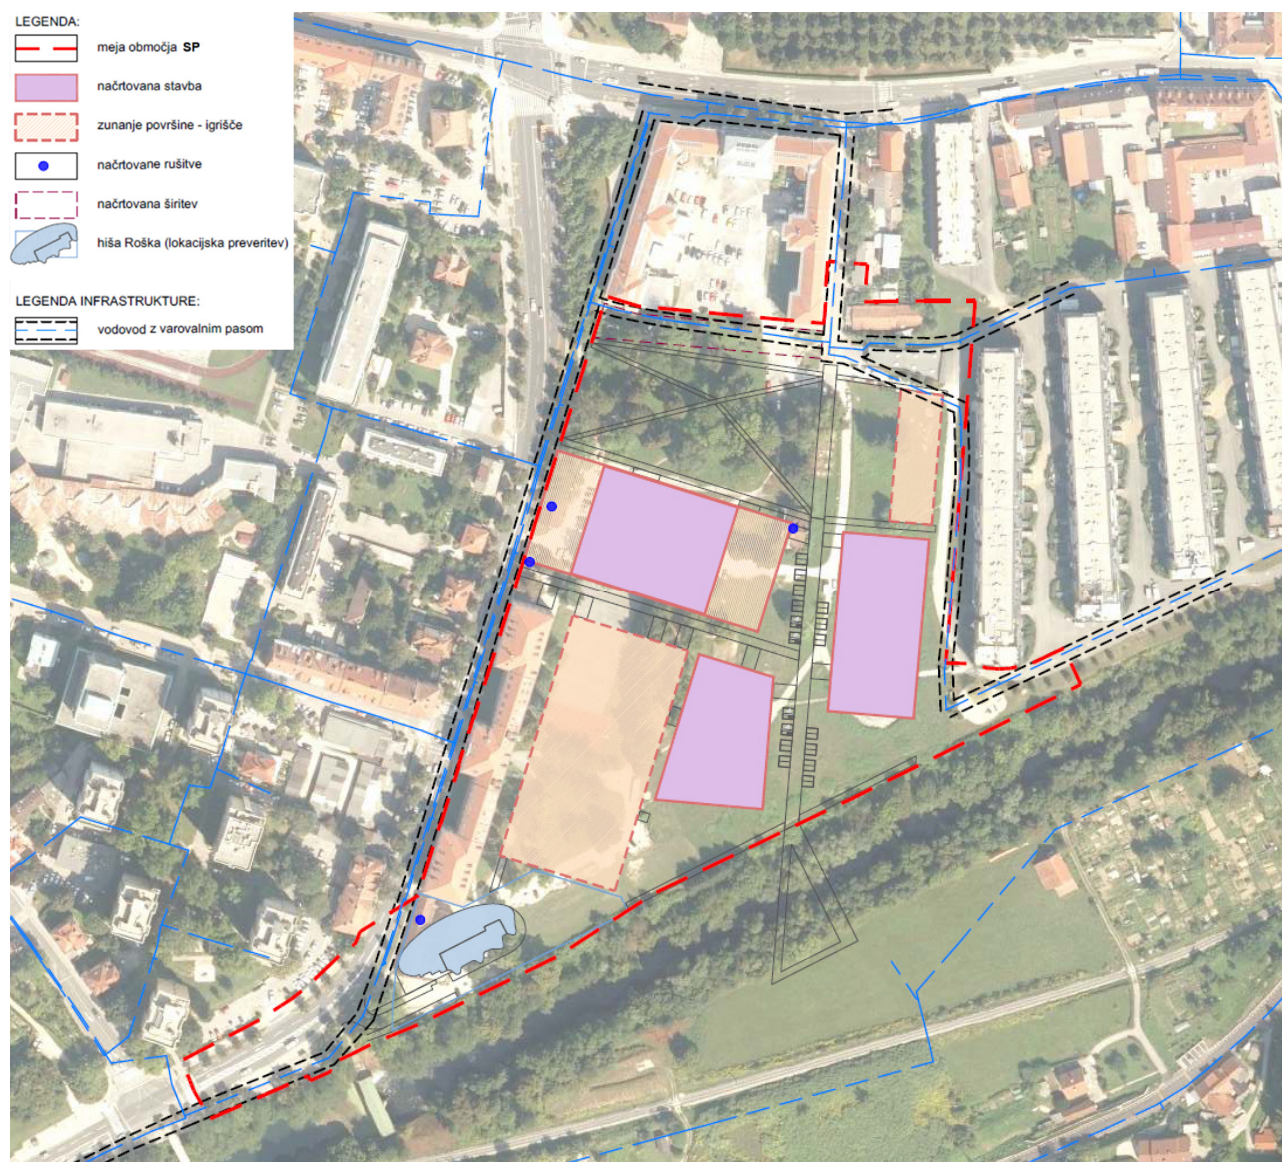 LEGENDA:
meja območja SP
načrtovana stavba
zunanje površine - igrišče
načrtovane rušitve
načrtovana širitev
hiša Roška (lokacijska preveritev)
LEGENDA INFRASTRUKTURE:
vodovod z varovalnim pasom